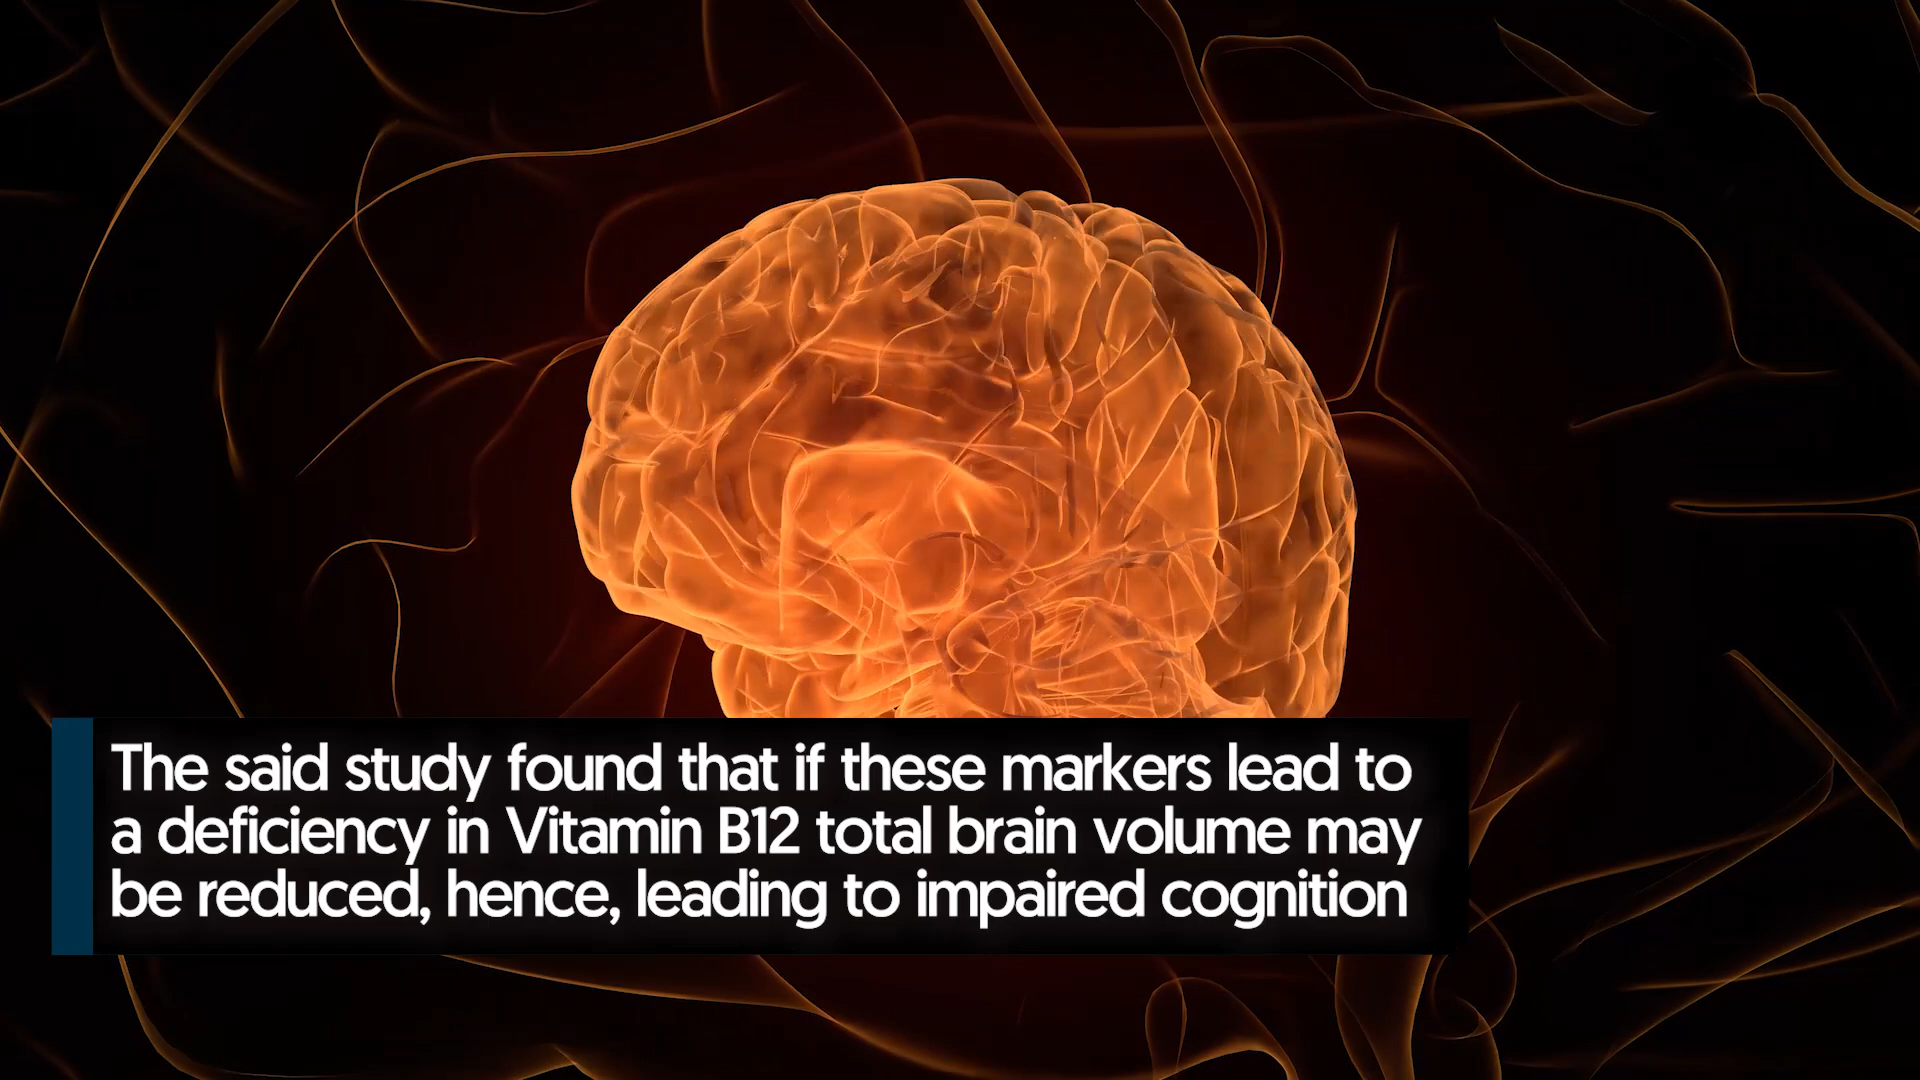 The said study found that if these markers lead to
a deficiency in Vitamin B12 total brain volume may
be reduced, hence, leading to impaired cognition